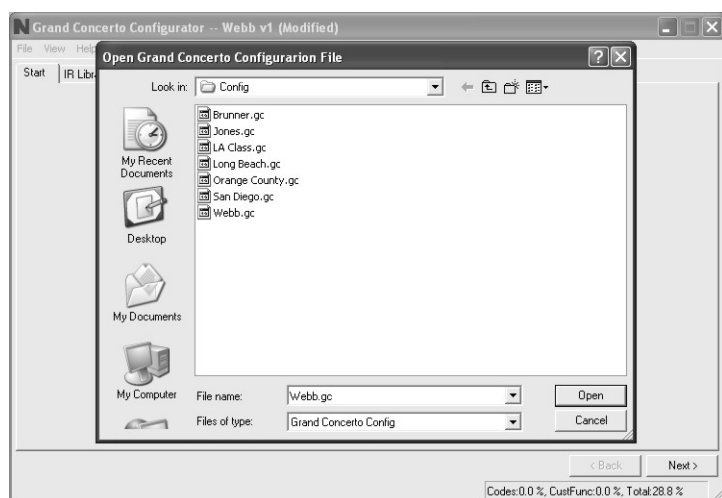 N Grand Concerto Configurator -- Webb v1 (Modified)
File View Help
Open Grand Concerto Configurarion File
Start
IR Libr
Look in: Config
Brunner.gc
Jones.gc
LA Class.gc
Long Beach.gc
Orange County.gc
San Diego.gc
Webb.gc
My Recent
Documents
Desktop
My Documents
My Computer
File name: Webb.gc Open
Files of type: Grand Concerto Config Cancel
< Back Next >
Codes:0.0 %, CustFunc:0.0 %, Total:28.8 %